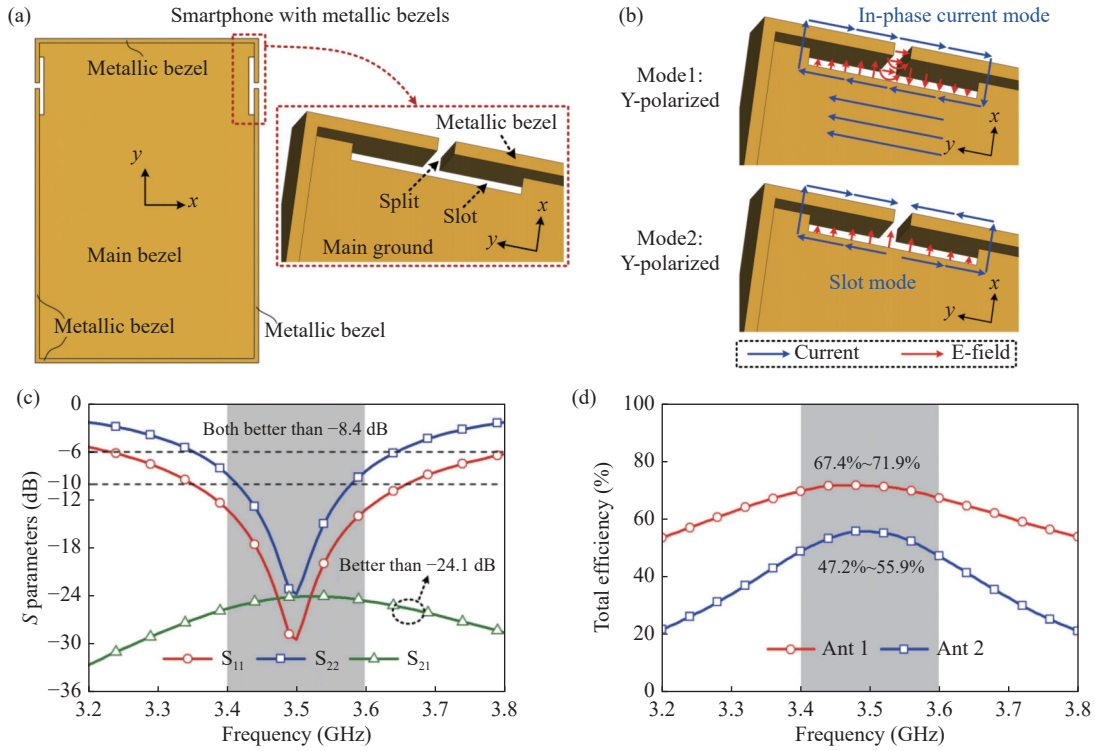 (a)
Smartphone with metallic bezels
Metallic bezel
y
x
Main bezel
Metallic bezel
Metallic bezel
Metallic bezel
Split
Slot
Main ground
x
y
(b)
In-phase current mode
Mode1:
Y-polarized
x
y
Mode2:
Y-polarized
Slot mode
x
y
Current
E-field
(c)
0
−6
−10
−18
−24
−30
−36
S parameters (dB)
Both better than −8.4 dB
Better than −24.1 dB
S₁₁
S₂₂
S₂₁
3.2
3.3
3.4
3.5
3.6
3.7
3.8
Frequency (GHz)
(d)
100
80
60
40
20
0
Total efficiency (%)
67.4%~71.9%
47.2%~55.9%
Ant 1
Ant 2
3.2
3.3
3.4
3.5
3.6
3.7
3.8
Frequency (GHz)